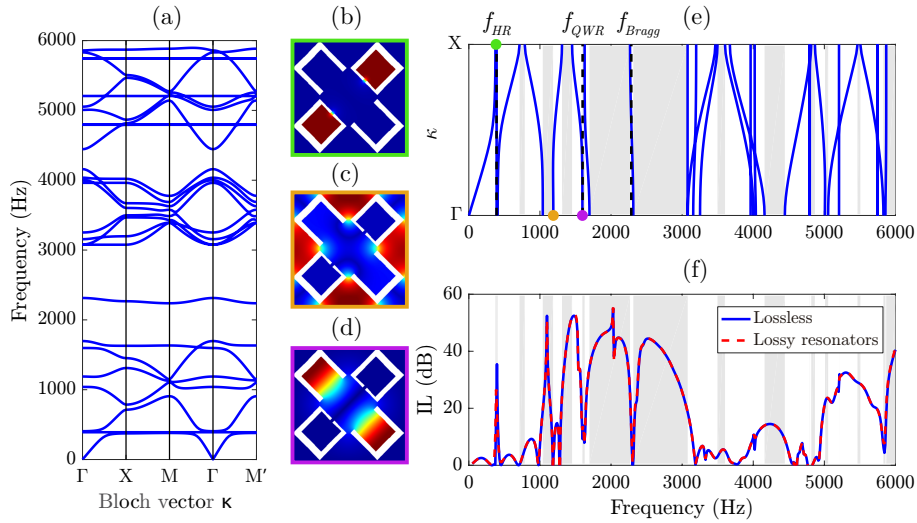 (a)
6000
5000
4000
3000
2000
1000
0
Frequency (Hz)
Γ X M Γ M′
Bloch vector κ
(b)
(c)
(d)
(e)
f_HR f_QWR f_Bragg
X
κ
Γ
0 1000 2000 3000 4000 5000 6000
Frequency (Hz)
(f)
60
40
20
0
IL (dB)
Lossless
Lossy resonators
0 1000 2000 3000 4000 5000 6000
Frequency (Hz)